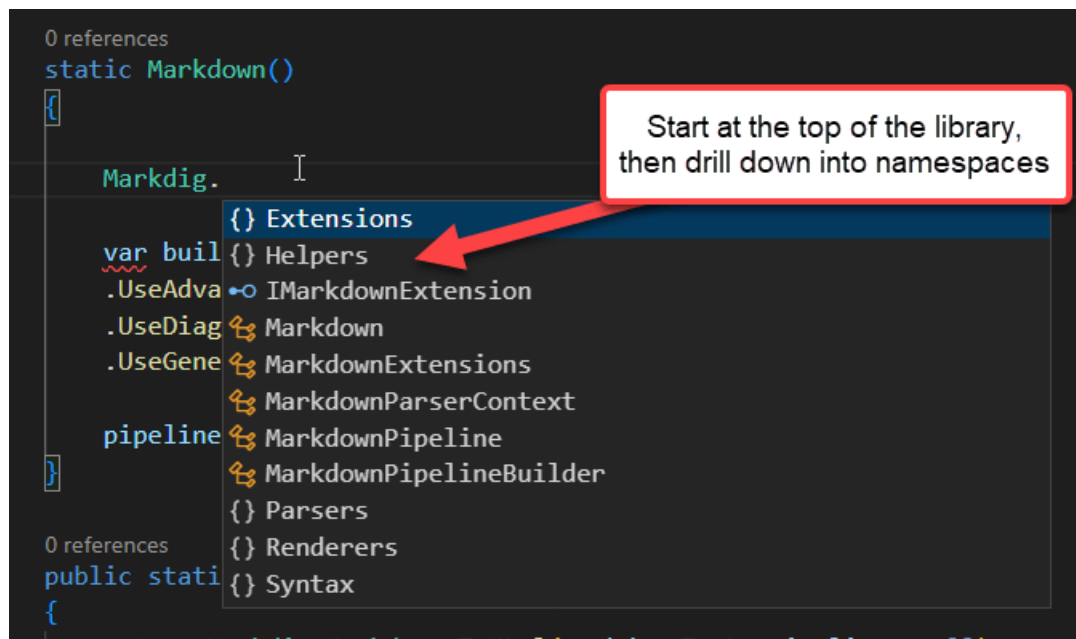 0 references
static Markdown()
{
Start at the top of the library,
then drill down into namespaces
Markdig.
{} Extensions
var buil
{} Helpers
.UseAdva
IMarkdownExtension
.UseDiag
Markdown
.UseGene
MarkdownExtensions
MarkdownParserContext
pipeline
MarkdownPipeline
}
MarkdownPipelineBuilder
{} Parsers
0 references
{} Renderers
public stati
{} Syntax
{